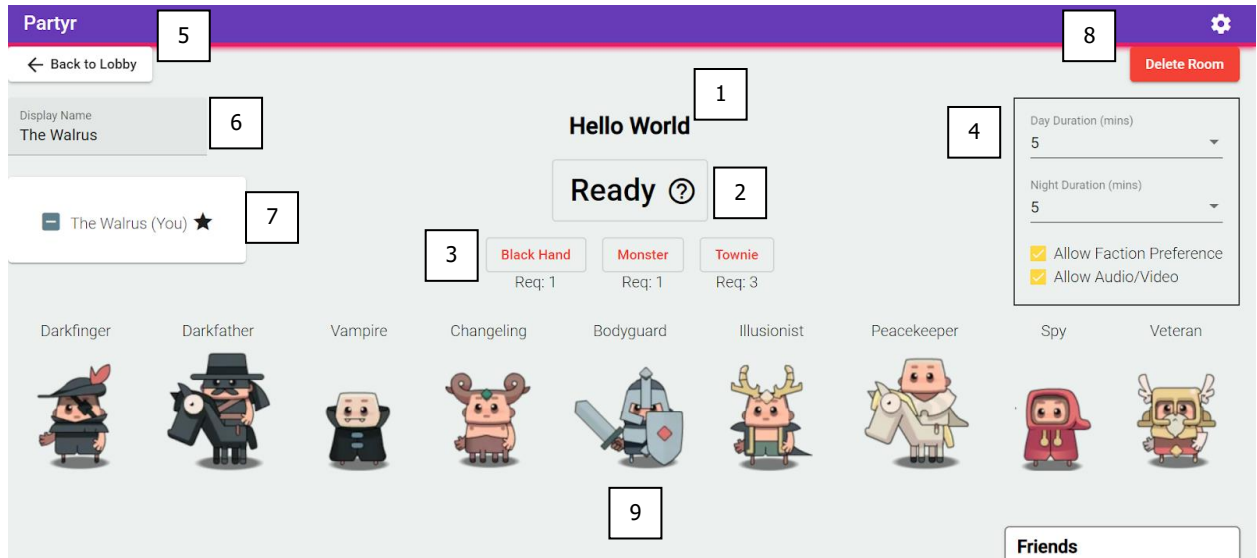 Partyr
5
8
← Back to Lobby
Delete Room
1
Display Name
The Walrus
6
Hello World
4
Day Duration (mins)
5
Ready ?
2
Night Duration (mins)
5
The Walrus (You) ★
7
3
Black Hand Monster Townie
Req: 1 Req: 1 Req: 3
Allow Faction Preference
Allow Audio/Video
Darkfinger Darkfather Vampire Changeling Bodyguard Illusionist Peacekeeper Spy Veteran
9
Friends